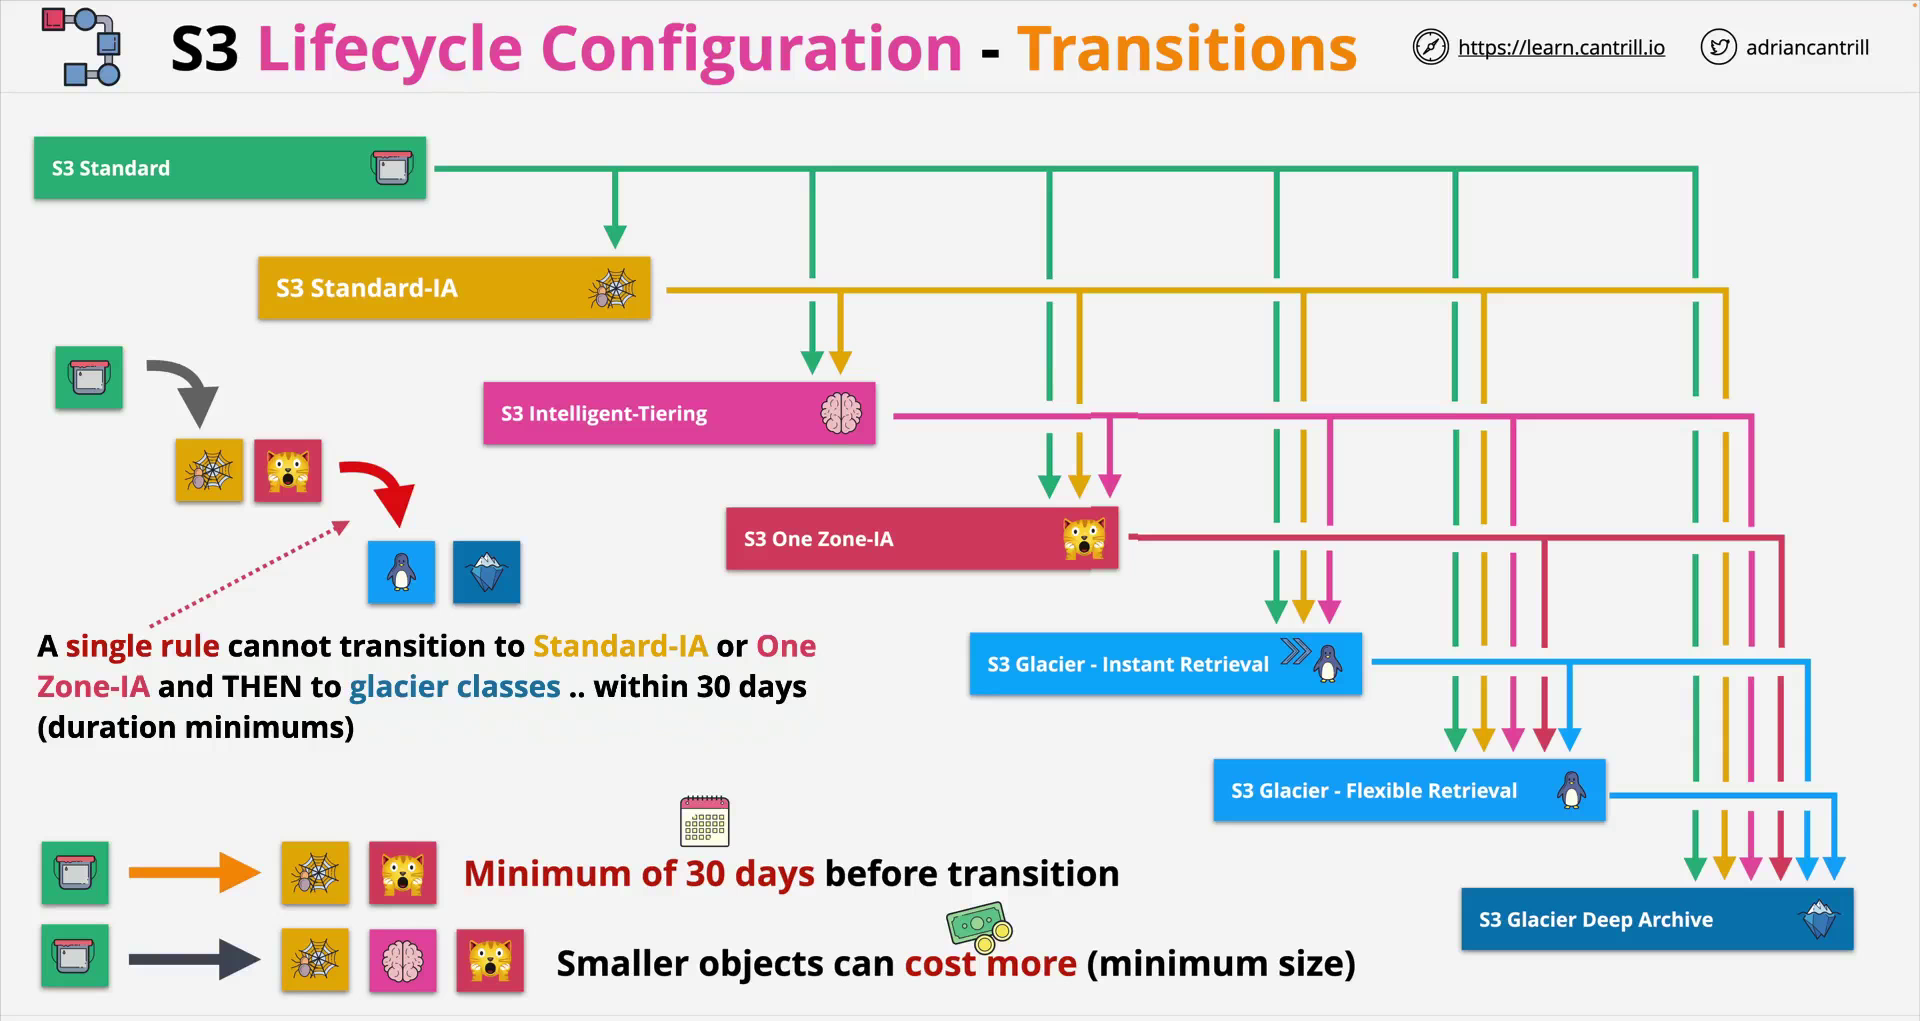 S3 Lifecycle Configuration - Transitions
https://learn.cantrill.io
adriancantrill
S3 Standard
S3 Standard-IA
S3 Intelligent-Tiering
S3 One Zone-IA
S3 Glacier - Instant Retrieval
S3 Glacier - Flexible Retrieval
S3 Glacier Deep Archive
A single rule cannot transition to Standard-IA or One
Zone-IA and THEN to glacier classes .. within 30 days
(duration minimums)
Minimum of 30 days before transition
Smaller objects can cost more (minimum size)